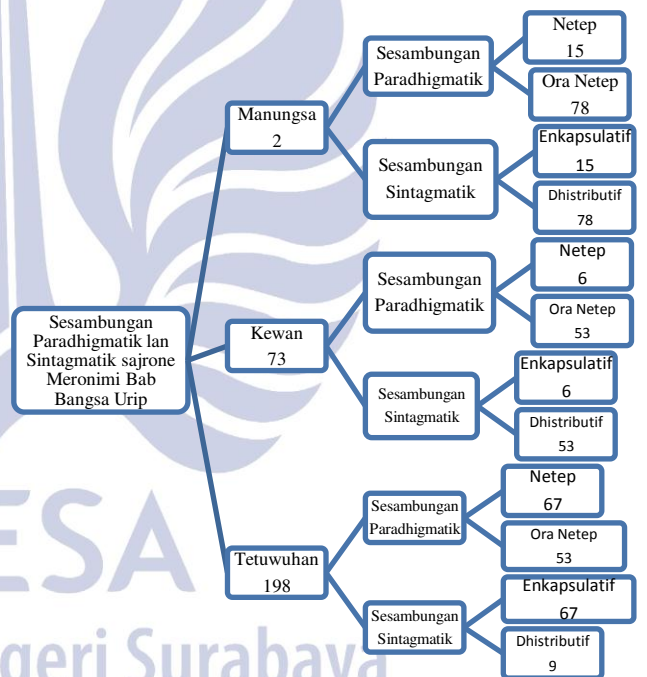 Sesambungan
Paradhigmatik lan
Sintagmatik sajrone
Meronimi Bab
Bangsa Urip
Manungsa
2
Sesambungan
Paradhigmatik
Netep
15
Ora Netep
78
Sesambungan
Sintagmatik
Enkapsulatif
15
Dhistributif
78
Kewan
73
Sesambungan
Paradhigmatik
Netep
6
Ora Netep
53
Sesambungan
Sintagmatik
Enkapsulatif
6
Dhistributif
53
Tetuwuhan
198
Sesambungan
Paradhigmatik
Netep
67
Ora Netep
53
Sesambungan
Sintagmatik
Enkapsulatif
67
Dhistributif
9
ESA
geri Surabaya